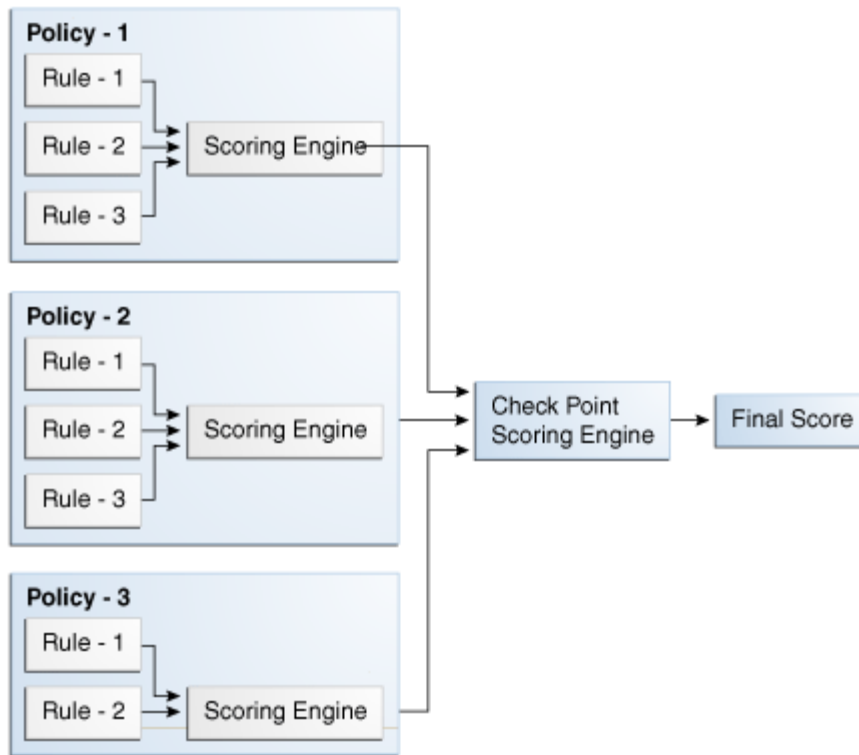 Policy - 1
Rule - 1
Rule - 2
Rule - 3
Scoring Engine
Policy - 2
Rule - 1
Rule - 2
Rule - 3
Scoring Engine
Policy - 3
Rule - 1
Rule - 2
Scoring Engine
Check Point
Scoring Engine
Final Score